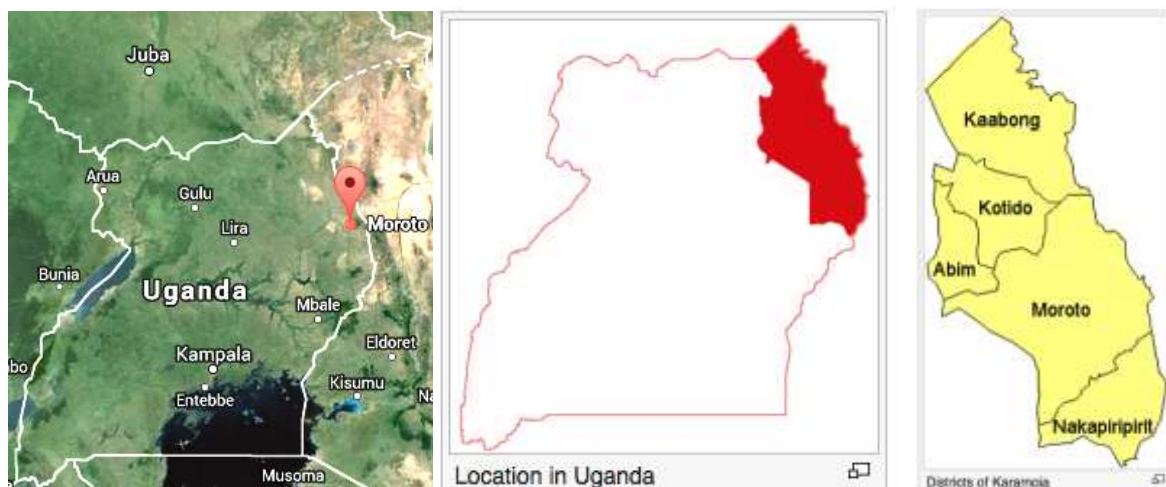 Juba
Arua
Gulu
Lira
Moroto
Bunia
Uganda
Mbale
Kampala
Eldoret
Entebbe
Kisumu
Musoma
Location in Uganda
Kaabong
Kotido
Abim
Moroto
Nakapiripirit
Districts of Karamoja